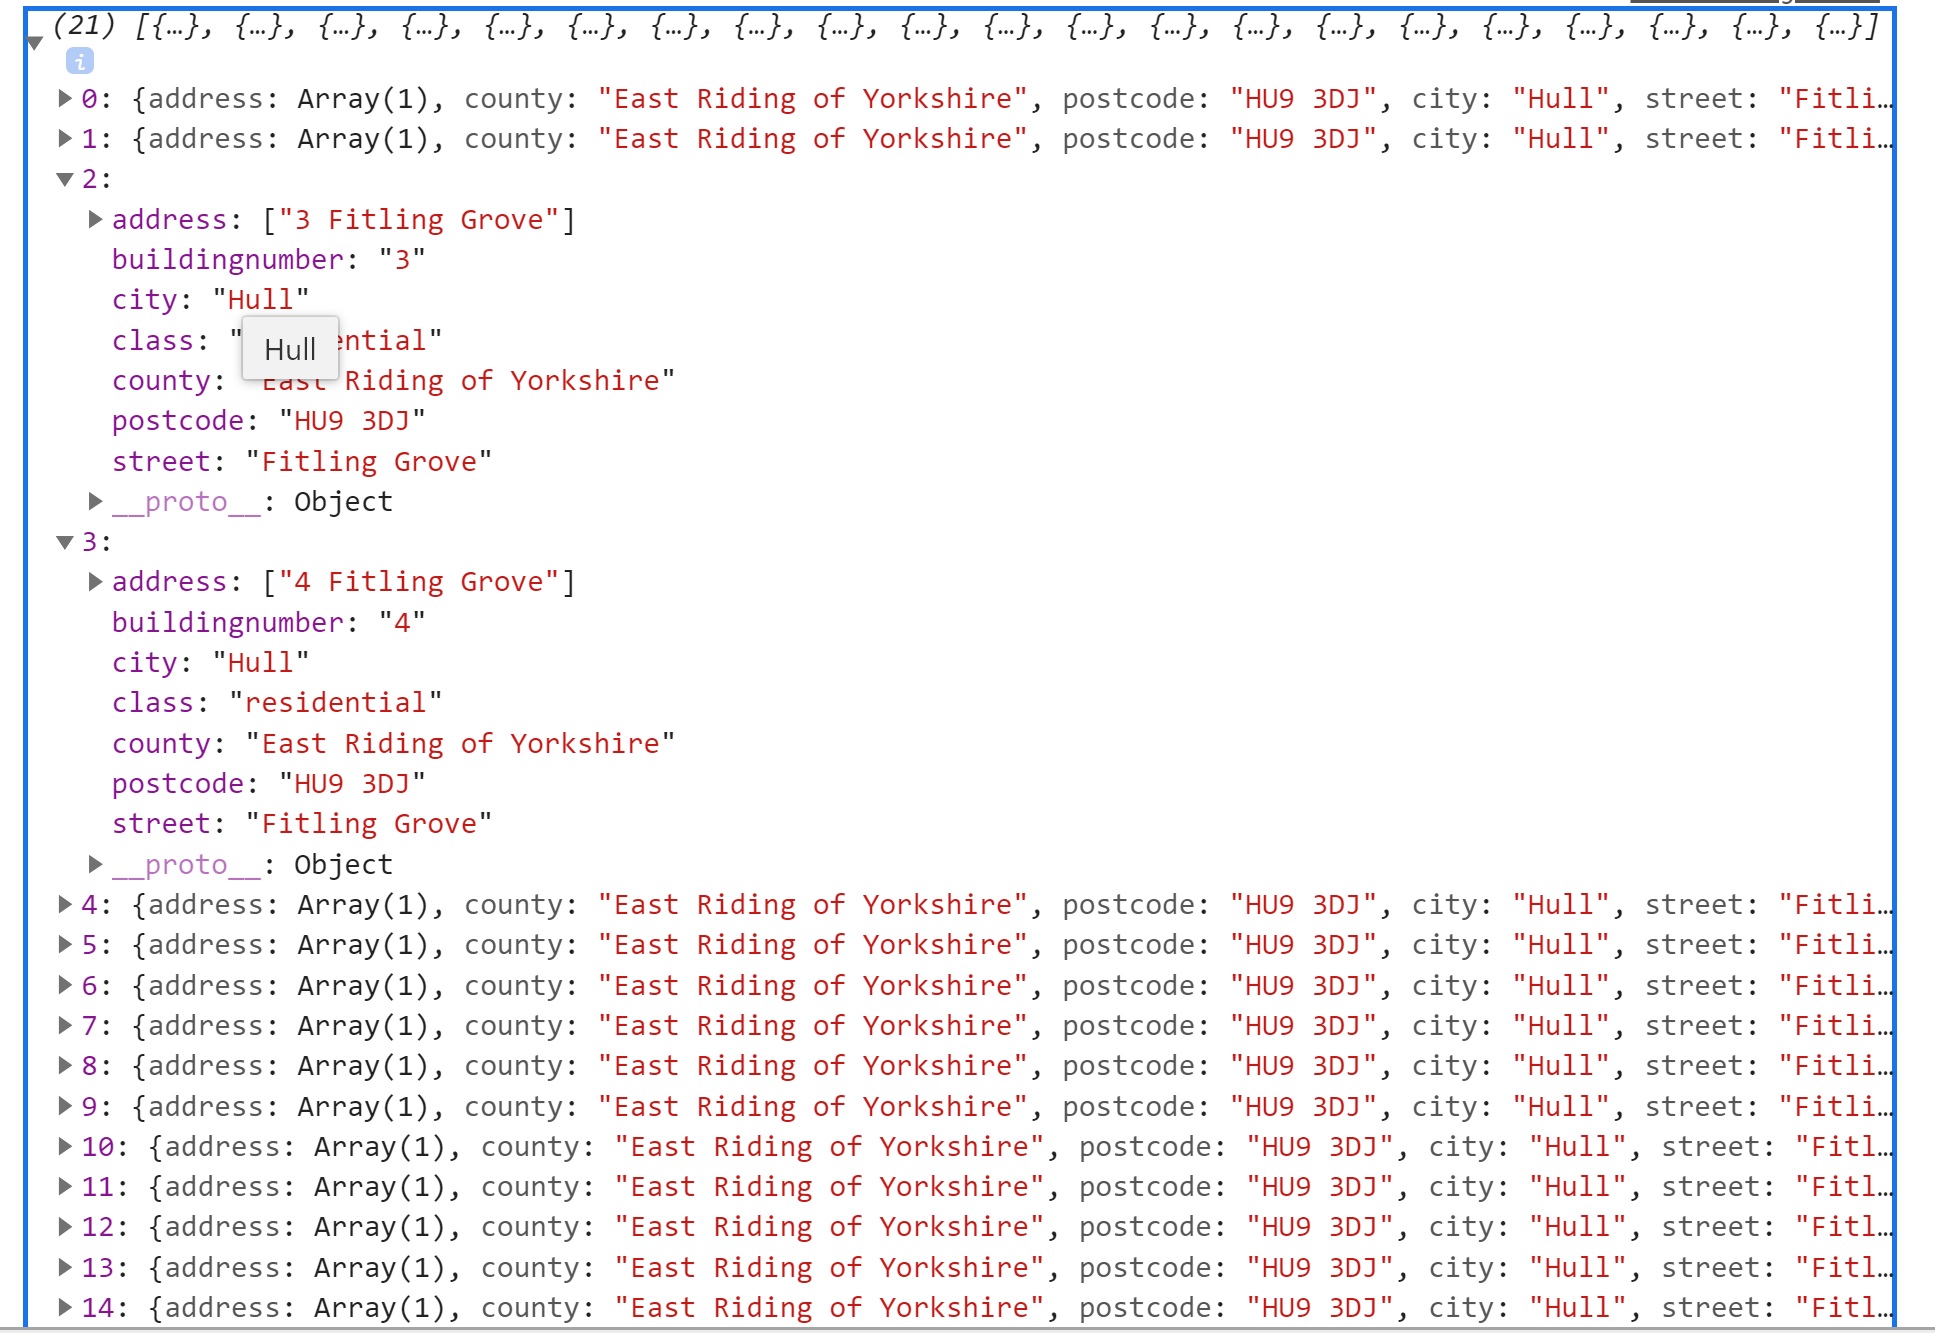 (21) [{…}, {…}, {…}, {…}, {…}, {…}, {…}, {…}, {…}, {…}, {…}, {…}, {…}, {…}, {…}, {…}, {…}, {…}, {…}, {…}, {…}]
i
0: {address: Array(1), county: "East Riding of Yorkshire", postcode: "HU9 3DJ", city: "Hull", street: "Fitli…
1: {address: Array(1), county: "East Riding of Yorkshire", postcode: "HU9 3DJ", city: "Hull", street: "Fitli…
2:
address: ["3 Fitling Grove"]
buildingnumber: "3"
city: "Hull"
class: " ential"
Hull
county: "East Riding of Yorkshire"
postcode: "HU9 3DJ"
street: "Fitling Grove"
__proto__: Object
3:
address: ["4 Fitling Grove"]
buildingnumber: "4"
city: "Hull"
class: "residential"
county: "East Riding of Yorkshire"
postcode: "HU9 3DJ"
street: "Fitling Grove"
__proto__: Object
4: {address: Array(1), county: "East Riding of Yorkshire", postcode: "HU9 3DJ", city: "Hull", street: "Fitli…
5: {address: Array(1), county: "East Riding of Yorkshire", postcode: "HU9 3DJ", city: "Hull", street: "Fitli…
6: {address: Array(1), county: "East Riding of Yorkshire", postcode: "HU9 3DJ", city: "Hull", street: "Fitli…
7: {address: Array(1), county: "East Riding of Yorkshire", postcode: "HU9 3DJ", city: "Hull", street: "Fitli…
8: {address: Array(1), county: "East Riding of Yorkshire", postcode: "HU9 3DJ", city: "Hull", street: "Fitli…
9: {address: Array(1), county: "East Riding of Yorkshire", postcode: "HU9 3DJ", city: "Hull", street: "Fitli…
10: {address: Array(1), county: "East Riding of Yorkshire", postcode: "HU9 3DJ", city: "Hull", street: "Fitl…
11: {address: Array(1), county: "East Riding of Yorkshire", postcode: "HU9 3DJ", city: "Hull", street: "Fitl…
12: {address: Array(1), county: "East Riding of Yorkshire", postcode: "HU9 3DJ", city: "Hull", street: "Fitl…
13: {address: Array(1), county: "East Riding of Yorkshire", postcode: "HU9 3DJ", city: "Hull", street: "Fitl…
14: {address: Array(1), county: "East Riding of Yorkshire", postcode: "HU9 3DJ", city: "Hull", street: "Fitl…